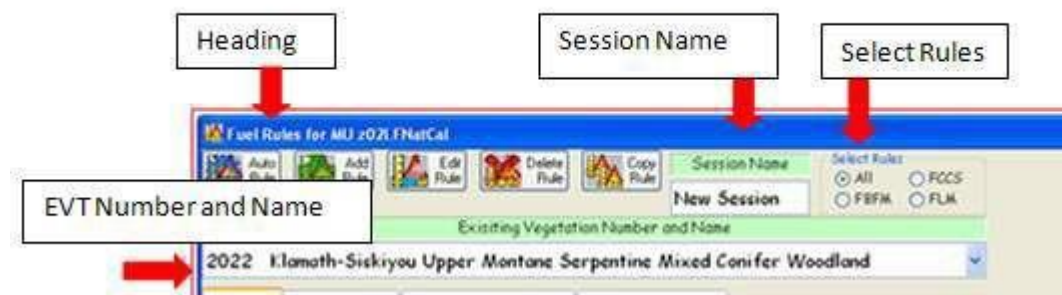 Heading
Session Name
Select Rules
Fuel Rules for MU z02LFNatCal
Auto Rule
Add Rule
Edit Rule
Delete Rule
Copy Rule
Session Name
New Session
Select Rules
All
FCCS
FBFM
FLM
EVT Number and Name
Exisiting Vegetation Number and Name
2022 Klamath-Siskiyou Upper Montane Serpentine Mixed Conifer Woodland